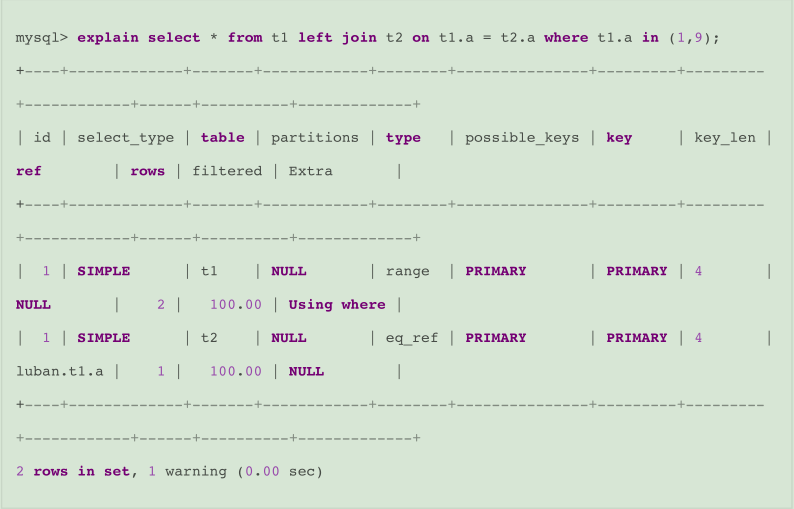 mysql> explain select * from t1 left join t2 on t1.a = t2.a where t1.a in (1,9);
+----+-------------+-------+------------+--------+---------------+---------+---------
+-----------+------+----------+-------------+
| id | select_type | table | partitions | type   | possible_keys | key     | key_len |
ref        | rows | filtered | Extra       |
+----+-------------+-------+------------+--------+---------------+---------+---------
+------------+------+----------+-------------+
|  1 | SIMPLE      | t1    | NULL       | range  | PRIMARY       | PRIMARY | 4       |
NULL       |    2 |   100.00 | Using where |
|  1 | SIMPLE      | t2    | NULL       | eq_ref | PRIMARY       | PRIMARY | 4       |
luban.t1.a |    1 |   100.00 | NULL        |
+----+-------------+-------+------------+--------+---------------+---------+---------
+------------+------+----------+-------------+
2 rows in set, 1 warning (0.00 sec)